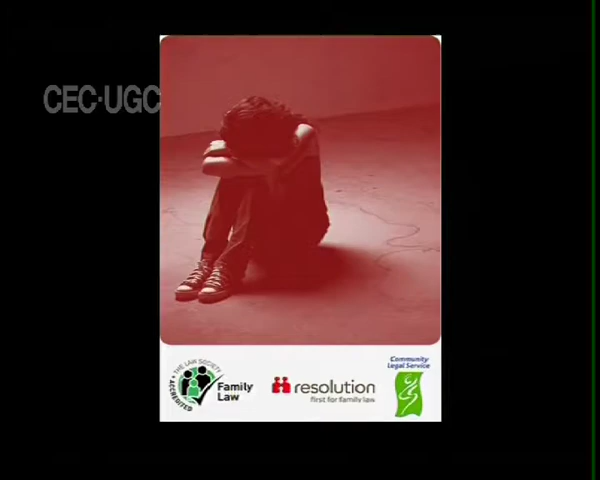 CEC-UGC
THE LAW SOCIETY
ACCREDITED
Family
Law
resolution
first for family law
Community
Legal Service